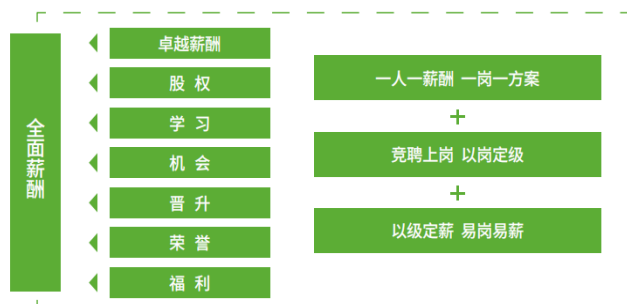 全面薪酬
卓越薪酬
股 权
学 习
机 会
晋 升
荣 誉
福 利
一人一薪酬 一岗一方案
+
竞聘上岗 以岗定级
+
以级定薪 易岗易薪